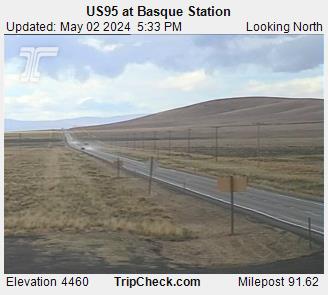 US95 at Basque Station
Updated: May 02 2024 5:33 PM Looking North
Elevation 4460 TripCheck.com Milepost 91.62